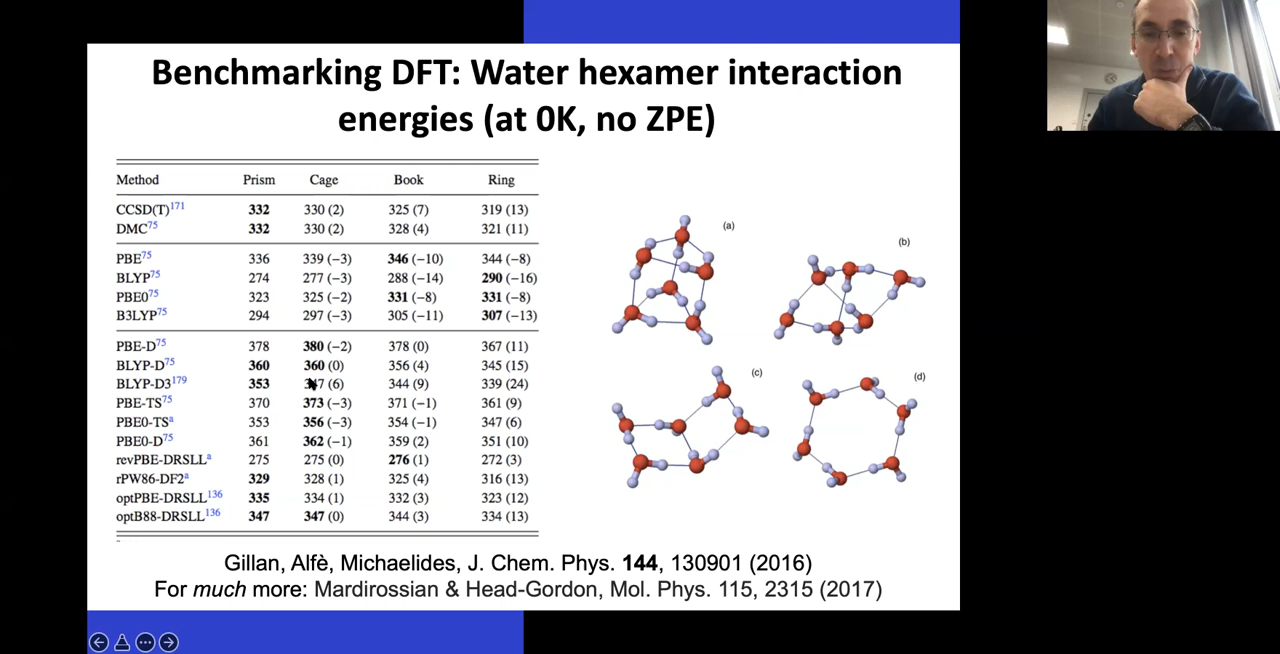 Benchmarking DFT: Water hexamer interaction
energies (at 0K, no ZPE)
Method Prism Cage Book Ring
CCSD(T)171 332 330 (2) 325 (7) 319 (13)
DMC75 332 330 (2) 328 (4) 321 (11)
PBE75 336 339 (−3) 346 (−10) 344 (−8)
BLYP75 274 277 (−3) 288 (−14) 290 (−16)
PBE075 323 325 (−2) 331 (−8) 331 (−8)
B3LYP75 294 297 (−3) 305 (−11) 307 (−13)
PBE-D75 378 380 (−2) 378 (0) 367 (11)
BLYP-D75 360 360 (0) 356 (4) 345 (15)
BLYP-D3179 353 (6) 344 (9) 339 (24)
PBE-TS75 370 373 (−3) 371 (−1) 361 (9)
PBE0-TSa 353 356 (−3) 354 (−1) 347 (6)
PBE0-D75 361 362 (−1) 359 (2) 351 (10)
revPBE-DRSLLa 275 275 (0) 276 (1) 272 (3)
rPW86-DF2a 329 328 (1) 325 (4) 316 (13)
optPBE-DRSLL136 335 334 (1) 332 (3) 323 (12)
optB88-DRSLL136 347 347 (0) 344 (3) 334 (13)
(a)
(b)
(c)
(d)
Gillan, Alfè, Michaelides, J. Chem. Phys. 144, 130901 (2016)
For much more: Mardirossian & Head-Gordon, Mol. Phys. 115, 2315 (2017)